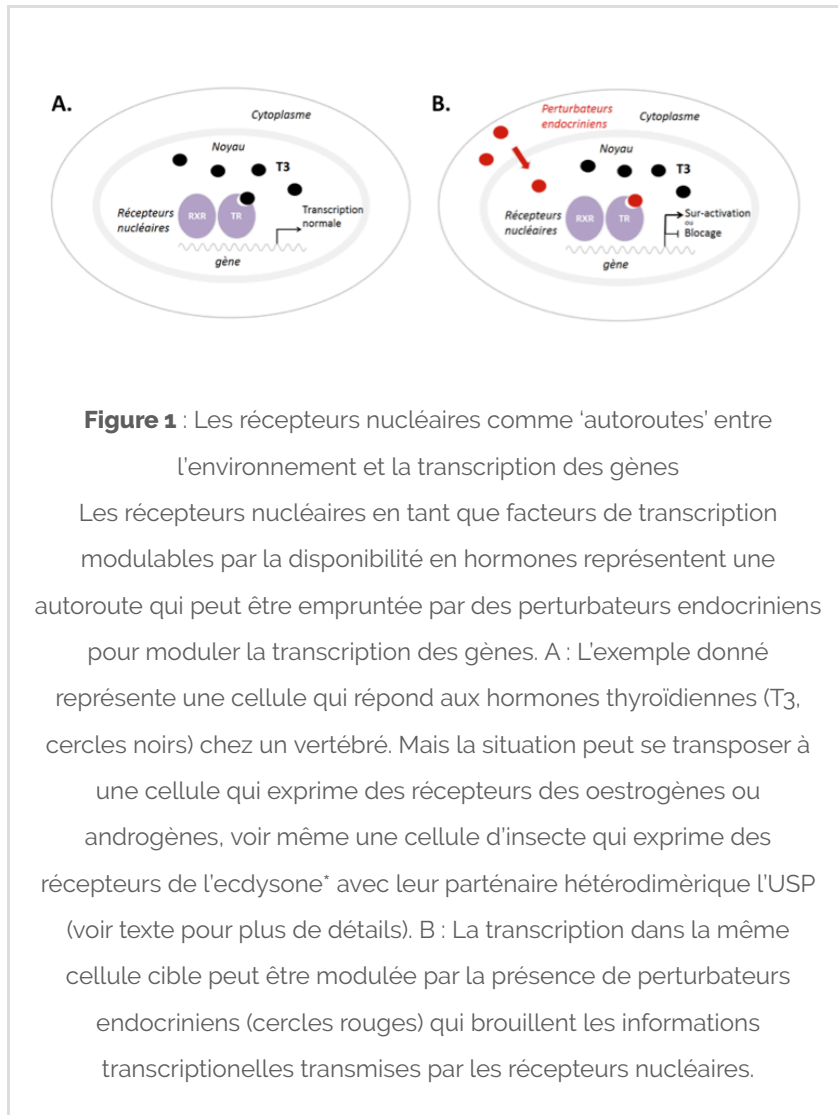 A.
Cytoplasme
Noyau
T3
RXR
TR
Récepteurs
nucléaires
Transcription
normale
gène
B.
Perturbateurs
endocriniens
Cytoplasme
Noyau
T3
RXR
TR
Récepteurs
nucléaires
Sur-activation
ou
Blocage
gène
Figure 1 : Les récepteurs nucléaires comme ‘autoroutes’ entre
l’environnement et la transcription des gènes
Les récepteurs nucléaires en tant que facteurs de transcription
modulables par la disponibilité en hormones représentent une
autoroute qui peut être empruntée par des perturbateurs endocriniens
pour moduler la transcription des gènes. A : L’exemple donné
représente une cellule qui répond aux hormones thyroïdiennes (T3,
cercles noirs) chez un vertébré. Mais la situation peut se transposer à
une cellule qui exprime des récepteurs des oestrogènes ou
androgènes, voir même une cellule d’insecte qui exprime des
récepteurs de l’ecdysone* avec leur parténaire hétérodimèrique l’USP
(voir texte pour plus de détails). B : La transcription dans la même
cellule cible peut être modulée par la présence de perturbateurs
endocriniens (cercles rouges) qui brouillent les informations
transcriptionelles transmises par les récepteurs nucléaires.